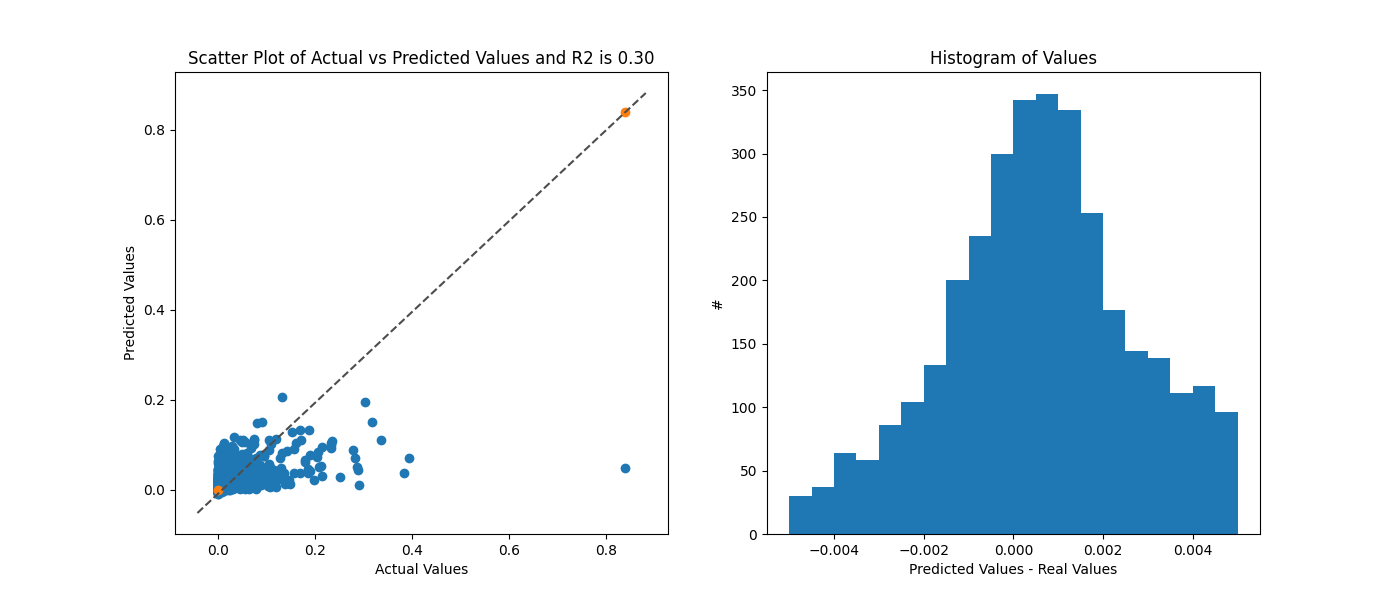 Scatter Plot of Actual vs Predicted Values and R2 is 0.30
0.8
0.6
0.4
0.2
0.0
Predicted Values
0.0 0.2 0.4 0.6 0.8
Actual Values
Histogram of Values
350
300
250
200
150
100
50
0
#
−0.004 −0.002 0.000 0.002 0.004
Predicted Values - Real Values